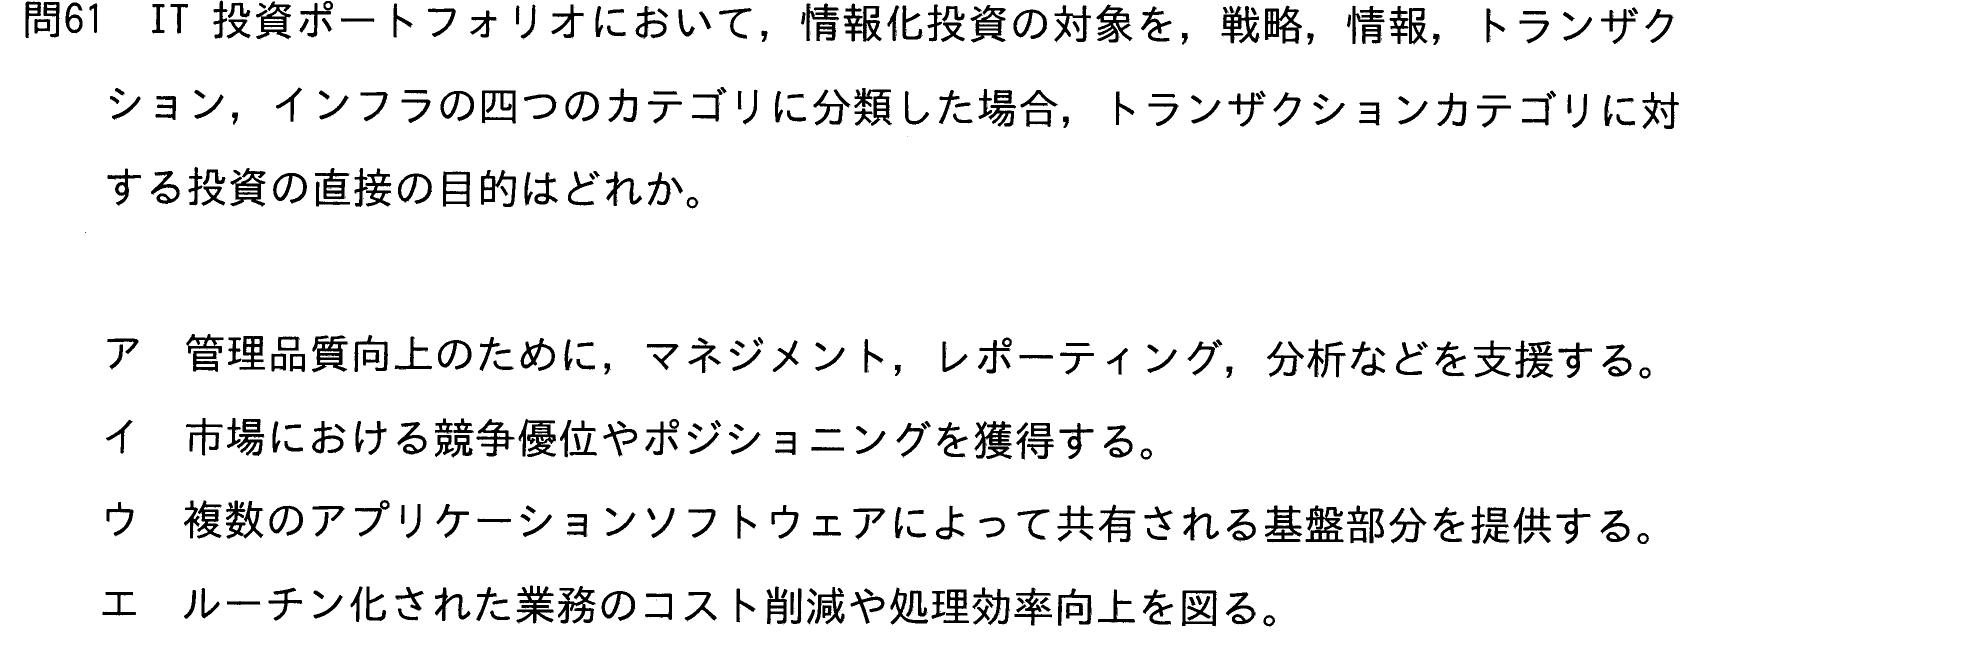 問61 IT 投資ポートフォリオにおいて，情報化投資の対象を，戦略，情報，トランザク
ション，インフラの四つのカテゴリに分類した場合，トランザクションカテゴリに対
する投資の直接の目的はどれか。
ア 管理品質向上のために，マネジメント，レポーティング，分析などを支援する。
イ 市場における競争優位やポジショニングを獲得する。
ウ 複数のアプリケーションソフトウェアによって共有される基盤部分を提供する。
エ ルーチン化された業務のコスト削減や処理効率向上を図る。